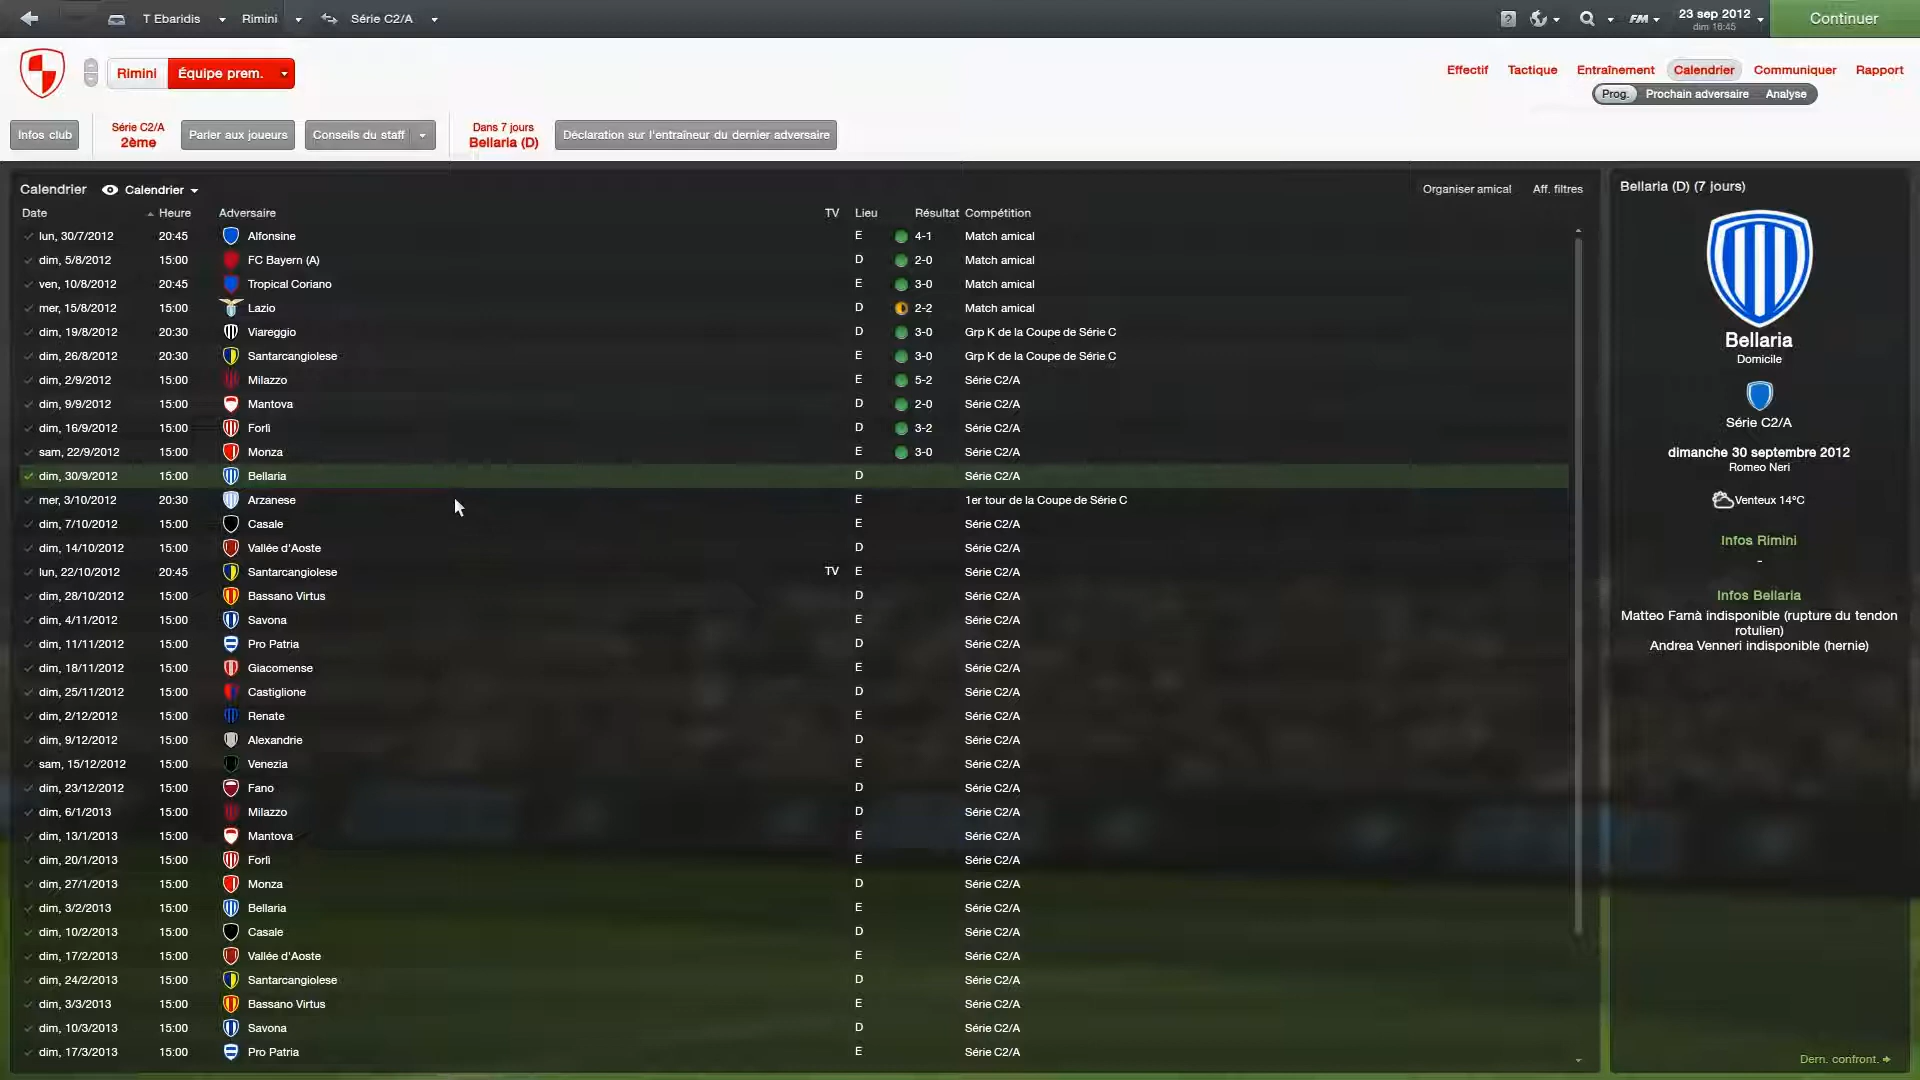 T Ebaridis Rimini Série C2/A FM 23 sep 2012 Continuer
dim 16:45
Rimini Équipe prem. Effectif Tactique Entraînement Calendrier Communiquer Rapport
Prog. Prochain adversaire Analyse
Infos club Série C2/A 2ème Parler aux joueurs Conseils du staff Dans 7 jours Bellaria (D) Déclaration sur l'entraîneur du dernier adversaire
Calendrier Calendrier Organiser amical Aff. filtres
Date Heure Adversaire TV Lieu Résultat Compétition
lun, 30/7/2012 20:45 Alfonsine E 4-1 Match amical
dim, 5/8/2012 15:00 FC Bayern (A) D 2-0 Match amical
ven, 10/8/2012 20:45 Tropical Coriano E 3-0 Match amical
mer, 15/8/2012 15:00 Lazio D 2-2 Match amical
dim, 19/8/2012 20:30 Viareggio D 3-0 Grp K de la Coupe de Série C
dim, 26/8/2012 20:30 Santarcangiolese E 3-0 Grp K de la Coupe de Série C
dim, 2/9/2012 15:00 Milazzo E 5-2 Série C2/A
dim, 9/9/2012 15:00 Mantova D 2-0 Série C2/A
dim, 16/9/2012 15:00 Forlì D 3-2 Série C2/A
sam, 22/9/2012 15:00 Monza E 3-0 Série C2/A
dim, 30/9/2012 15:00 Bellaria D Série C2/A
mer, 3/10/2012 20:30 Arzanese E 1er tour de la Coupe de Série C
dim, 7/10/2012 15:00 Casale E Série C2/A
dim, 14/10/2012 15:00 Vallée d'Aoste D Série C2/A
lun, 22/10/2012 20:45 Santarcangiolese TV E Série C2/A
dim, 28/10/2012 15:00 Bassano Virtus D Série C2/A
dim, 4/11/2012 15:00 Savona E Série C2/A
dim, 11/11/2012 15:00 Pro Patria D Série C2/A
dim, 18/11/2012 15:00 Giacomense E Série C2/A
dim, 25/11/2012 15:00 Castiglione D Série C2/A
dim, 2/12/2012 15:00 Renate E Série C2/A
dim, 9/12/2012 15:00 Alexandrie D Série C2/A
sam, 15/12/2012 15:00 Venezia E Série C2/A
dim, 23/12/2012 15:00 Fano D Série C2/A
dim, 6/1/2013 15:00 Milazzo D Série C2/A
dim, 13/1/2013 15:00 Mantova E Série C2/A
dim, 20/1/2013 15:00 Forlì E Série C2/A
dim, 27/1/2013 15:00 Monza D Série C2/A
dim, 3/2/2013 15:00 Bellaria E Série C2/A
dim, 10/2/2013 15:00 Casale D Série C2/A
dim, 17/2/2013 15:00 Vallée d'Aoste E Série C2/A
dim, 24/2/2013 15:00 Santarcangiolese D Série C2/A
dim, 3/3/2013 15:00 Bassano Virtus E Série C2/A
dim, 10/3/2013 15:00 Savona D Série C2/A
dim, 17/3/2013 15:00 Pro Patria E Série C2/A
Bellaria (D) (7 jours)
Bellaria
Domicile
Série C2/A
dimanche 30 septembre 2012
Romeo Neri
Venteux 14°C
Infos Rimini
-
Infos Bellaria
Matteo Famà indisponible (rupture du tendon
rotulien)
Andrea Venneri indisponible (hernie)
Dern. confront.